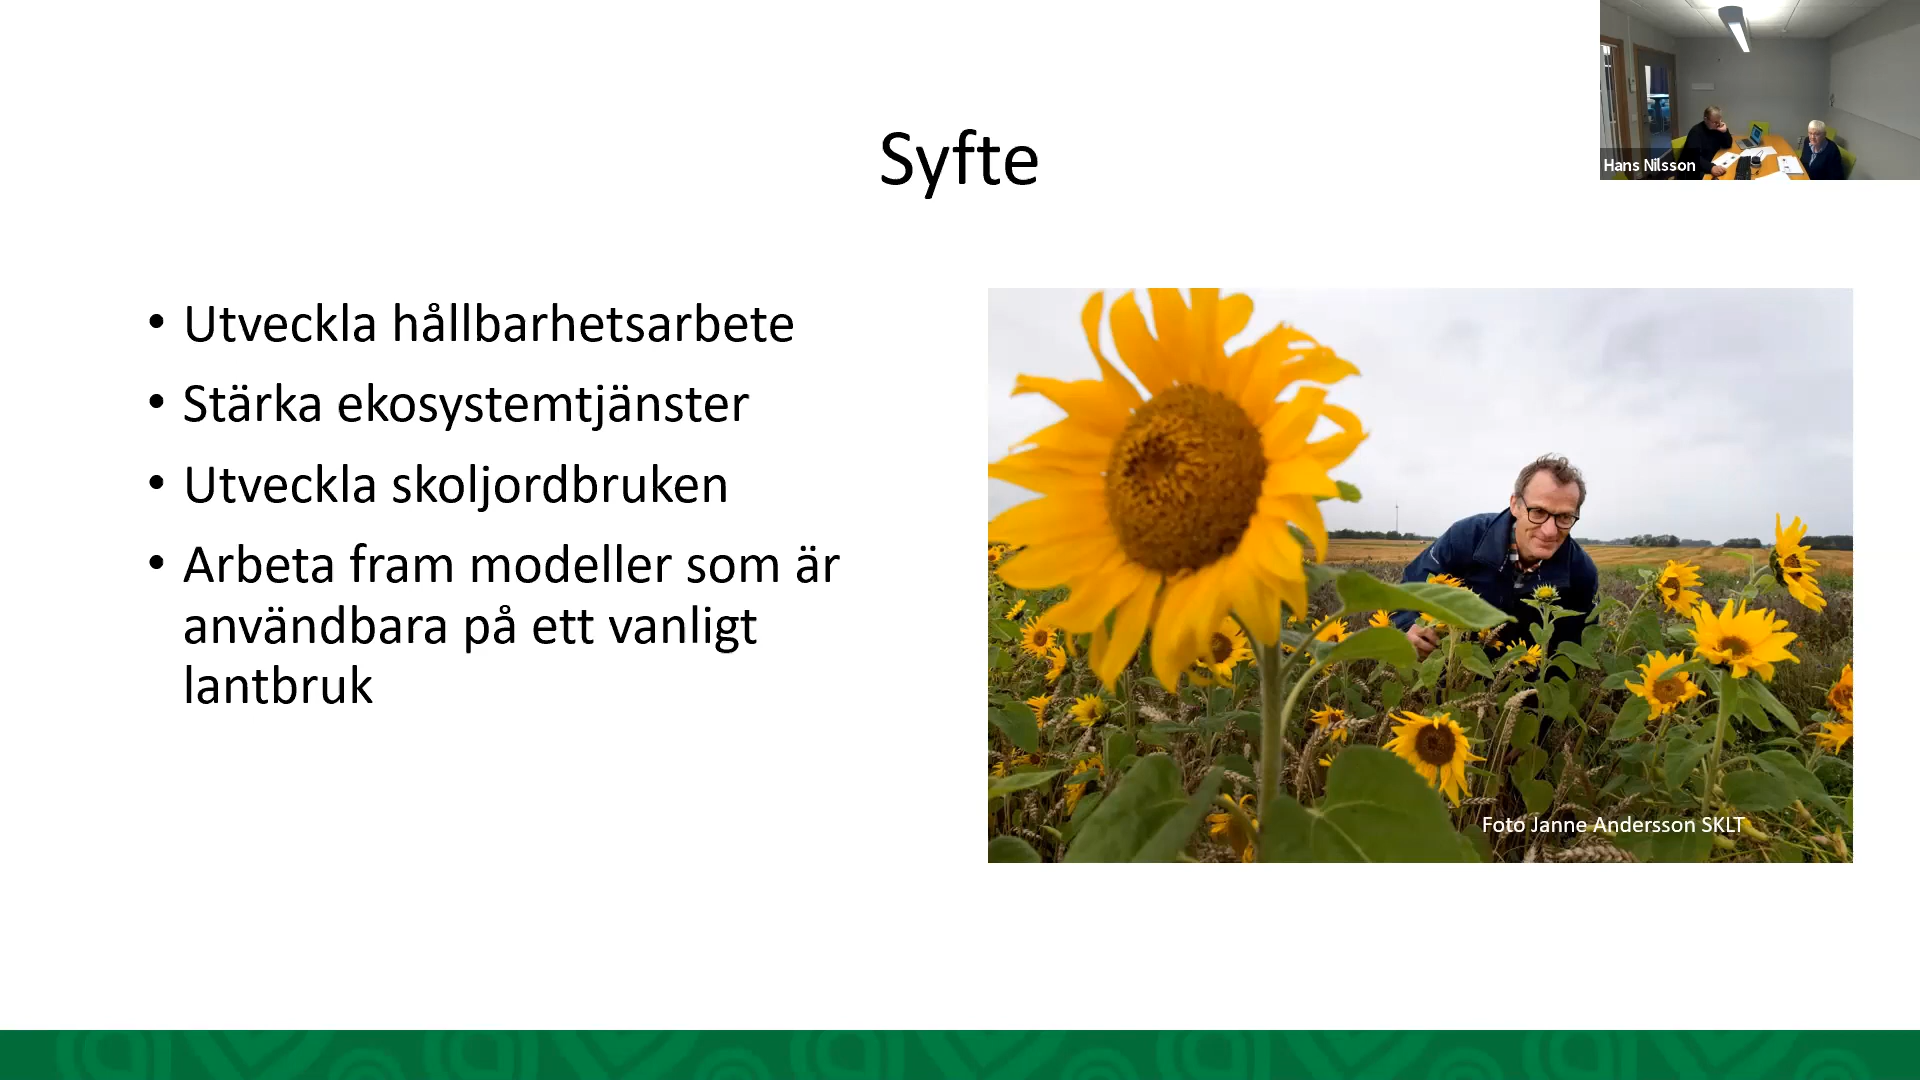 Syfte
Hans Nilsson
• Utveckla hållbarhetsarbete
• Stärka ekosystemtjänster
• Utveckla skoljordbruken
• Arbeta fram modeller som är
användbara på ett vanligt
lantbruk
Foto Janne Andersson SKLT